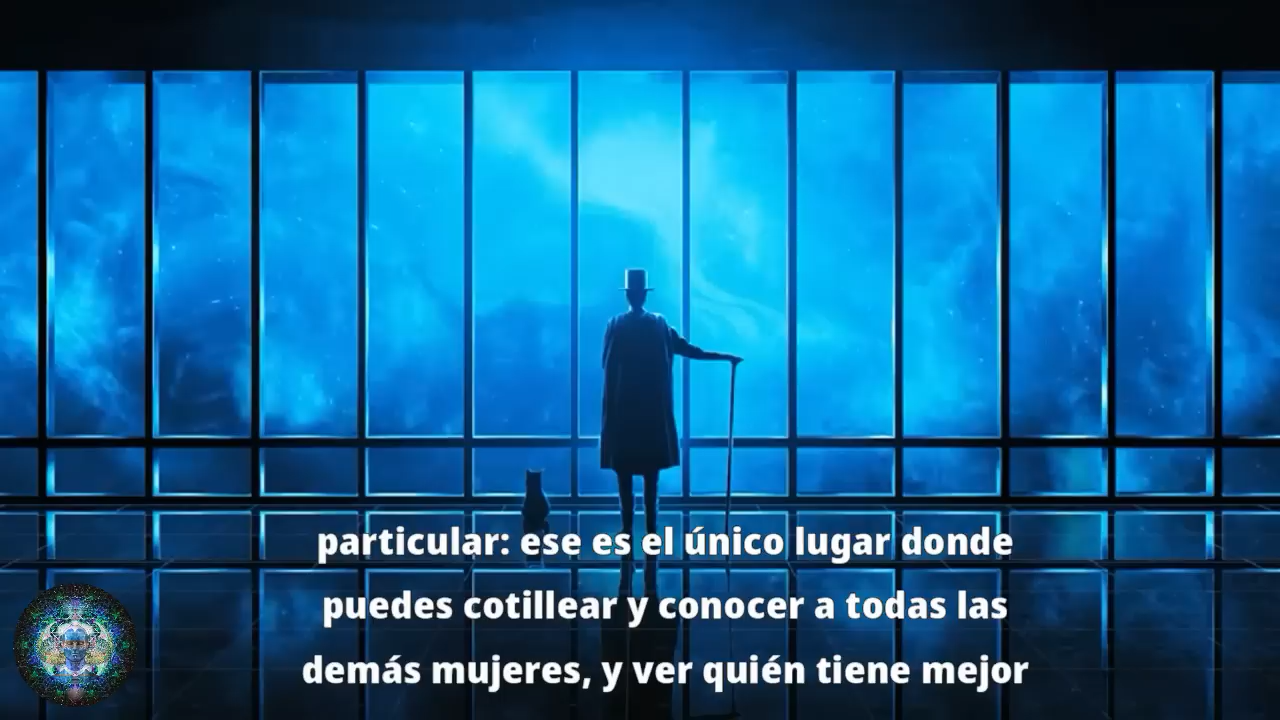 particular: ese es el único lugar donde
puedes cotillear y conocer a todas las
demás mujeres, y ver quién tiene mejor